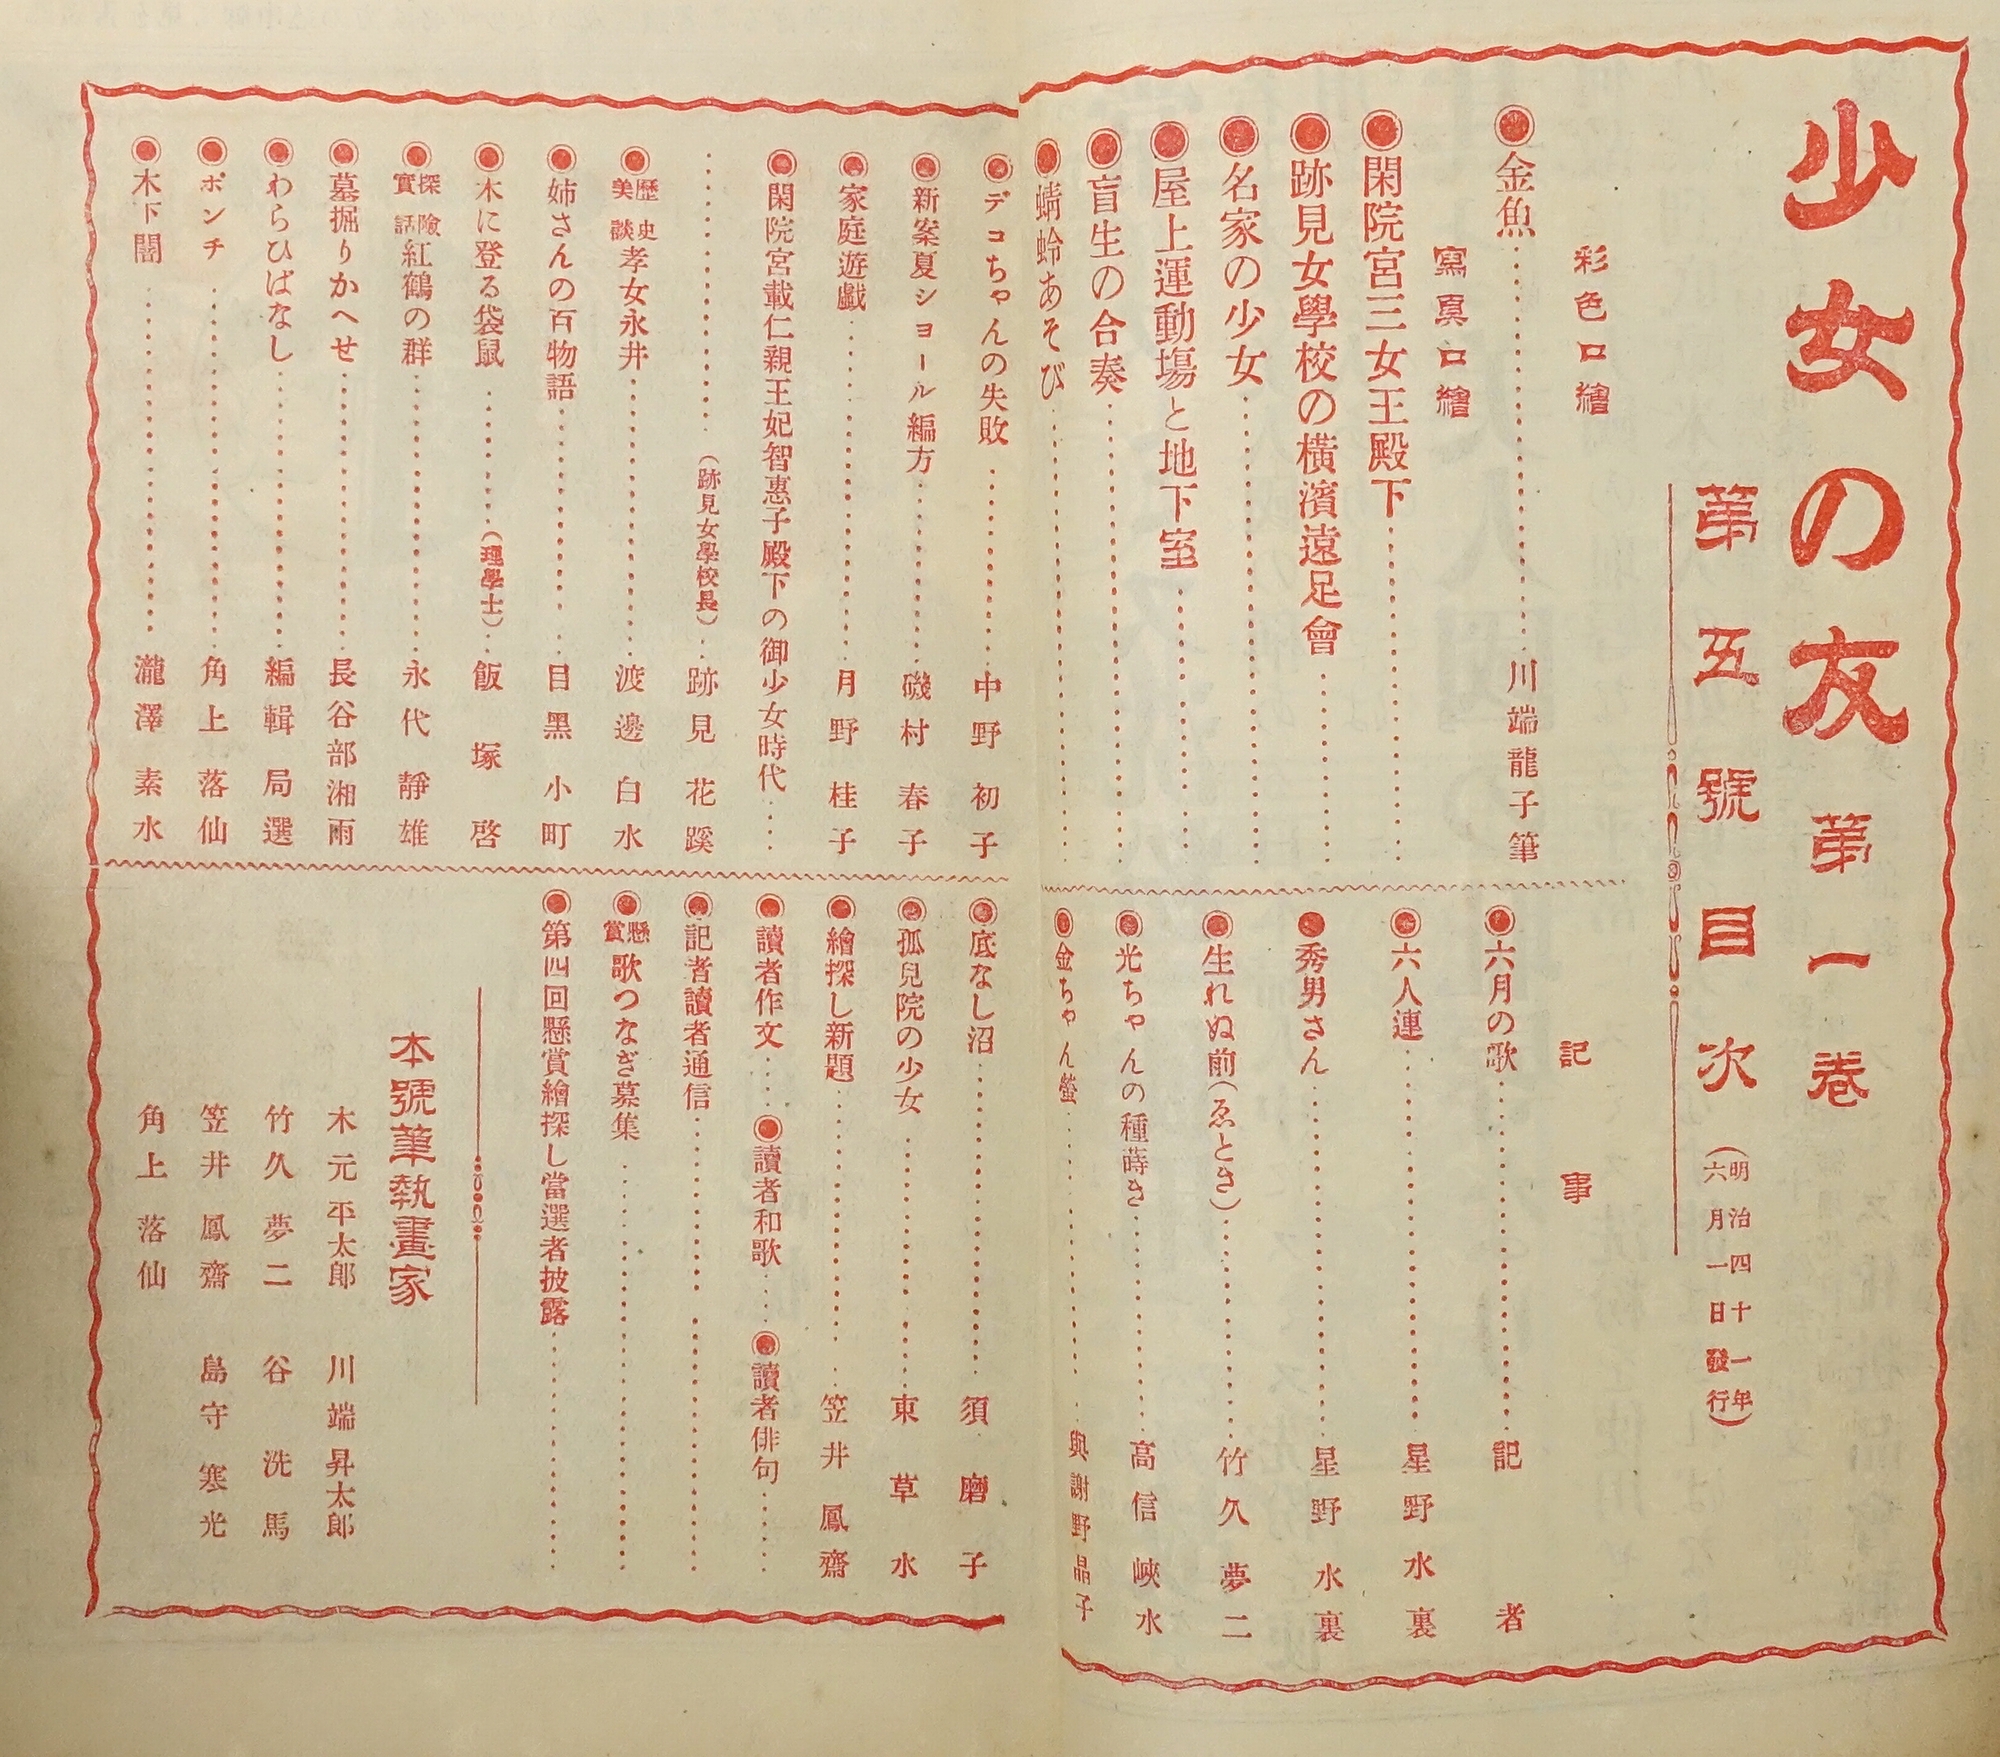 少女の友 第一卷
第五號目次 (明治四十一年六月一日發行)
彩色口繪
◉金魚……川端龍子筆
寫眞口繪
◉閑院宮三女王殿下……
◉跡見女學校の橫濱遠足會……
◉名家の少女……
◉屋上運動場と地下室……
◉盲生の合奏……
◉蜻蛉あそび……
記事
◉六月の歌……記者
◉六人連……星野水裏
◉秀男さん……星野水裏
◉生れぬ前(ゑとき)……竹久夢二
◉光ちゃんの種蒔き……高信峽水
◉金ちゃん螢……與謝野晶子
◉デコちゃんの失敗……中野初子
◉新案夏ショール編方……磯村春子
◉家庭遊戲……月野桂子
◉閑院宮載仁親王妃智惠子殿下の御少女時代……
……(跡見女學校長)…跡見花蹊
◉歷史美談孝女永井……渡邊白水
◉姉さんの百物語……目黑小町
◉木に登る袋鼠……(理學士)…飯塚啓
◉探險實話紅鶴の群……永代靜雄
◉墓掘りかへせ……長谷部湘雨
◉わらひばなし……編輯局選
◉ポンチ……角上落仙
◉木下闇……瀧澤素水
◉底なし沼……須磨子
◉孤兒院の少女……東草水
◉繪探し新題……笠井鳳齋
◉讀者作文……◉讀者和歌……◉讀者俳句……
◉記者讀者通信……
◉懸賞歌つなぎ募集……
◉第四回懸賞繪探し當選者披露……
本號筆執畫家
木元平太郎 川端昇太郎
竹久夢二 谷洗馬
笠井鳳齋 島守寒光
角上落仙